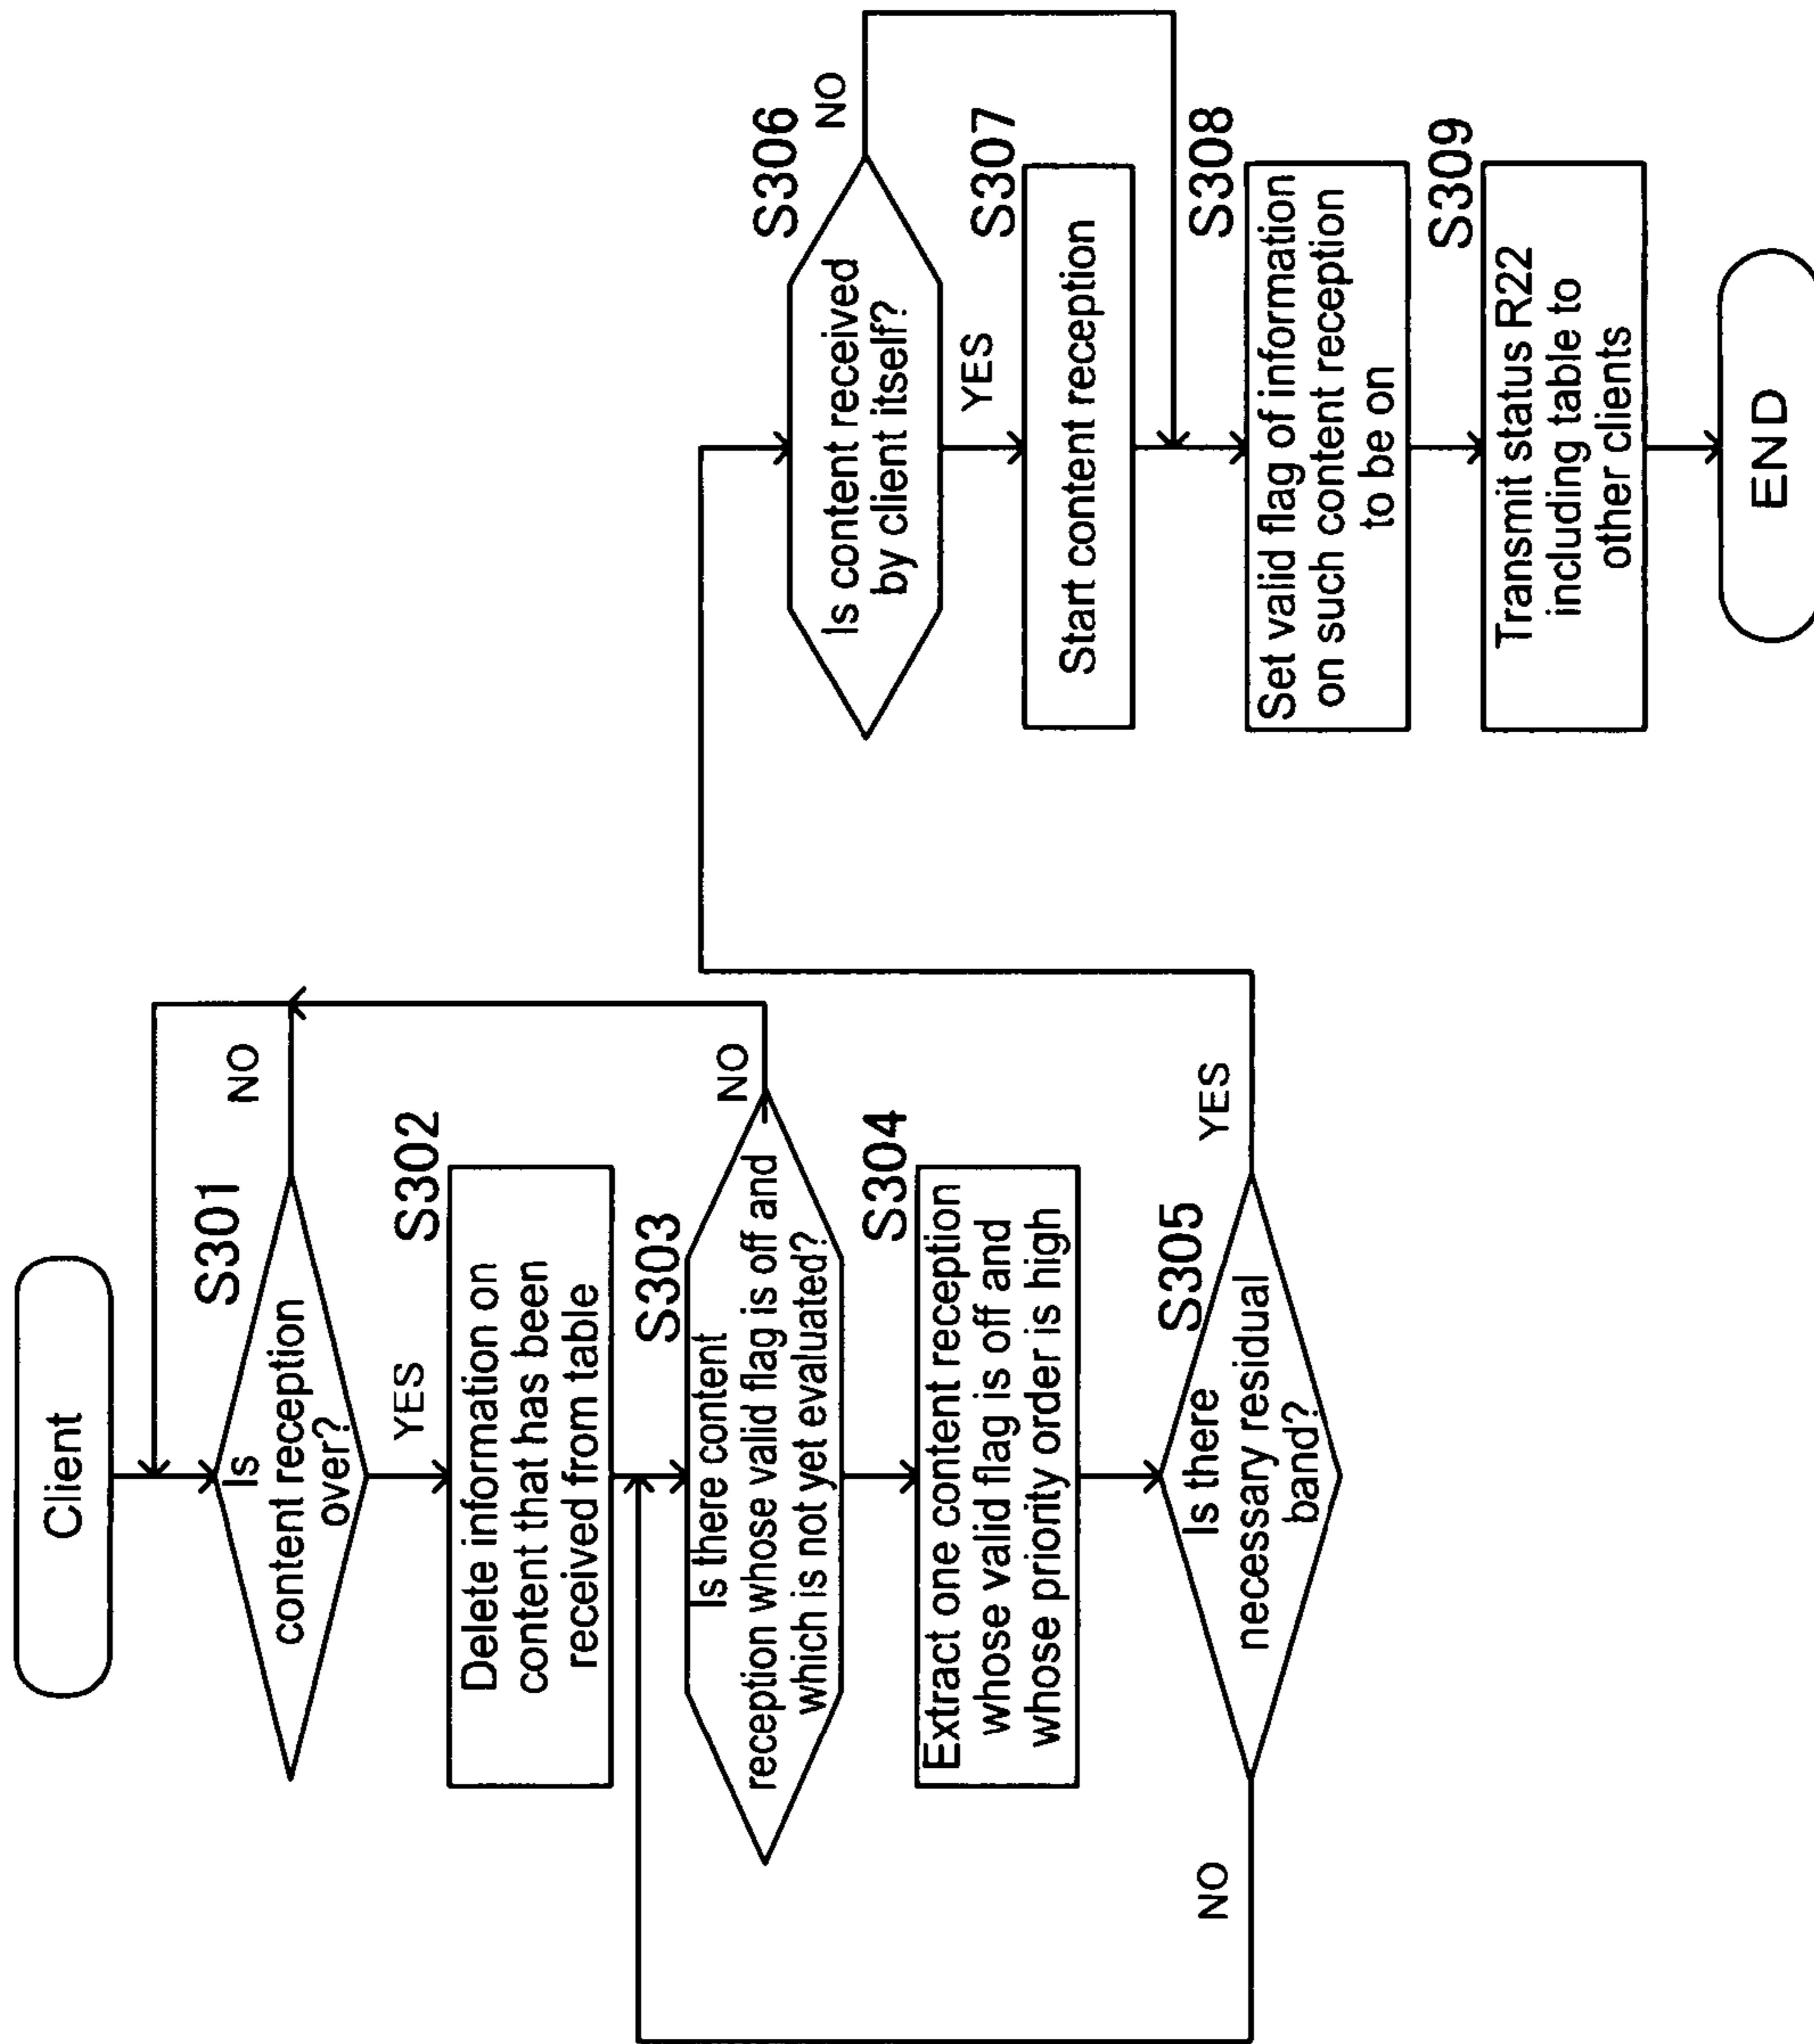 Client
S301
Is
content reception
over?
NO
YES
S302
Delete information on
content that has been
received from table
S303
Is there content
reception whose valid flag is off and
which is not yet evaluated?
NO
S304
Extract one content reception
whose valid flag is off and
whose priority order is high
S305
Is there
necessary residual
band?
NO
YES
S306
Is content received
by client itself?
NO
YES
S307
Start content reception
S308
Set valid flag of information
on such content reception
to be on
S309
Transmit status R22
including table to
other clients
END